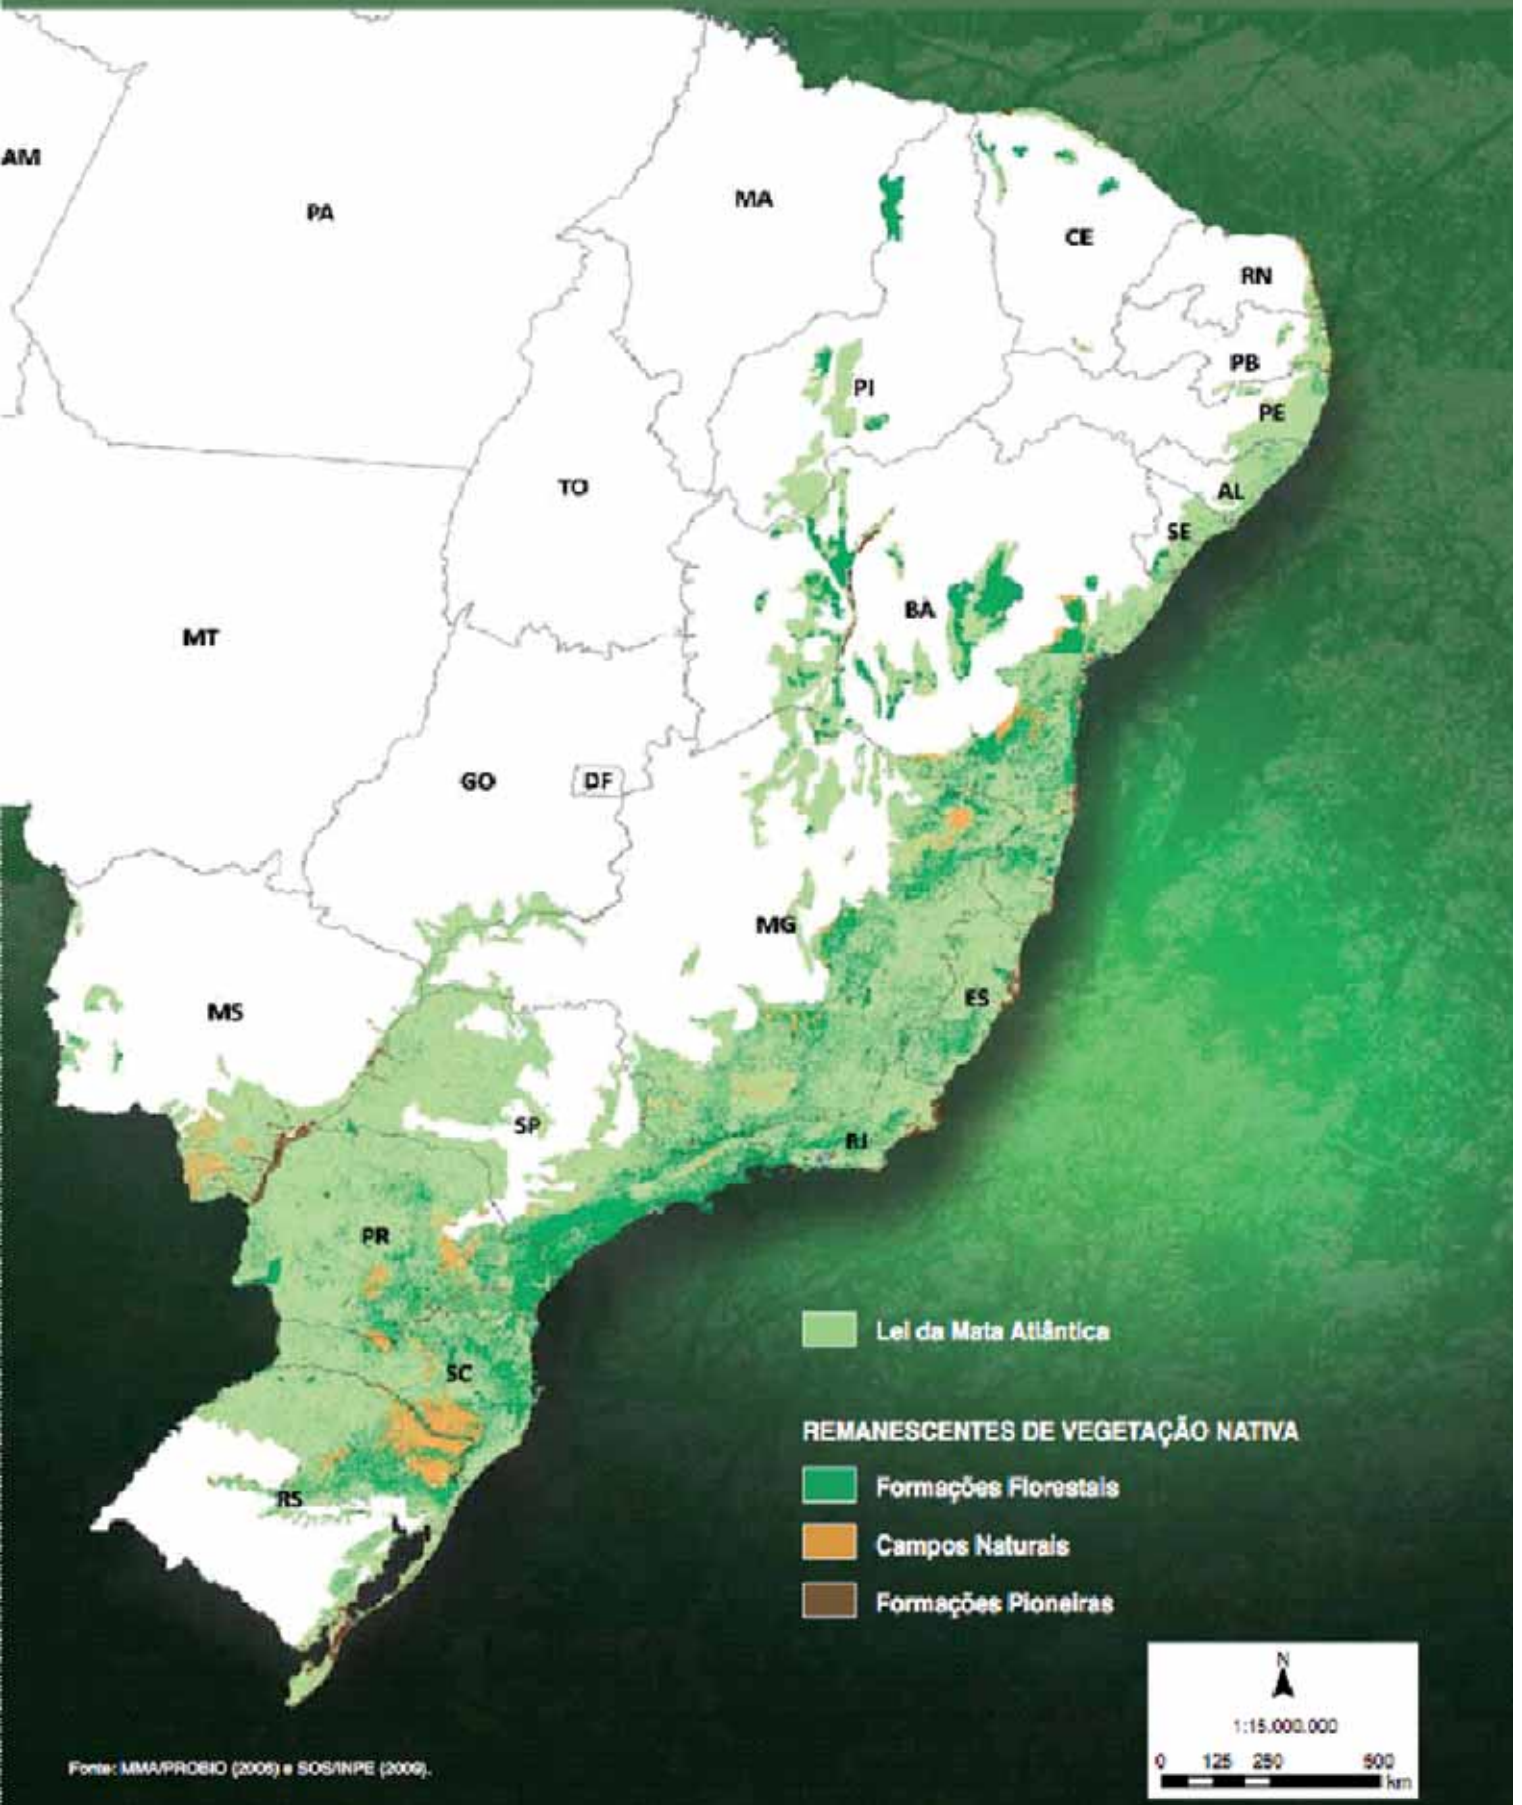 AM
PA
MA
CE
RN
PB
PI
PE
TO
AL
SE
BA
MT
GO
DF
MG
MS
ES
SP
RJ
PR
SC
RS
Lei da Mata Atlântica
REMANESCENTES DE VEGETAÇÃO NATIVA
Formações Florestais
Campos Naturais
Formações Pioneiras
N
1:15.000.000
0 125 250 500
km
Fonte: MMA/PROBIO (2006) e SOS/INPE (2009).